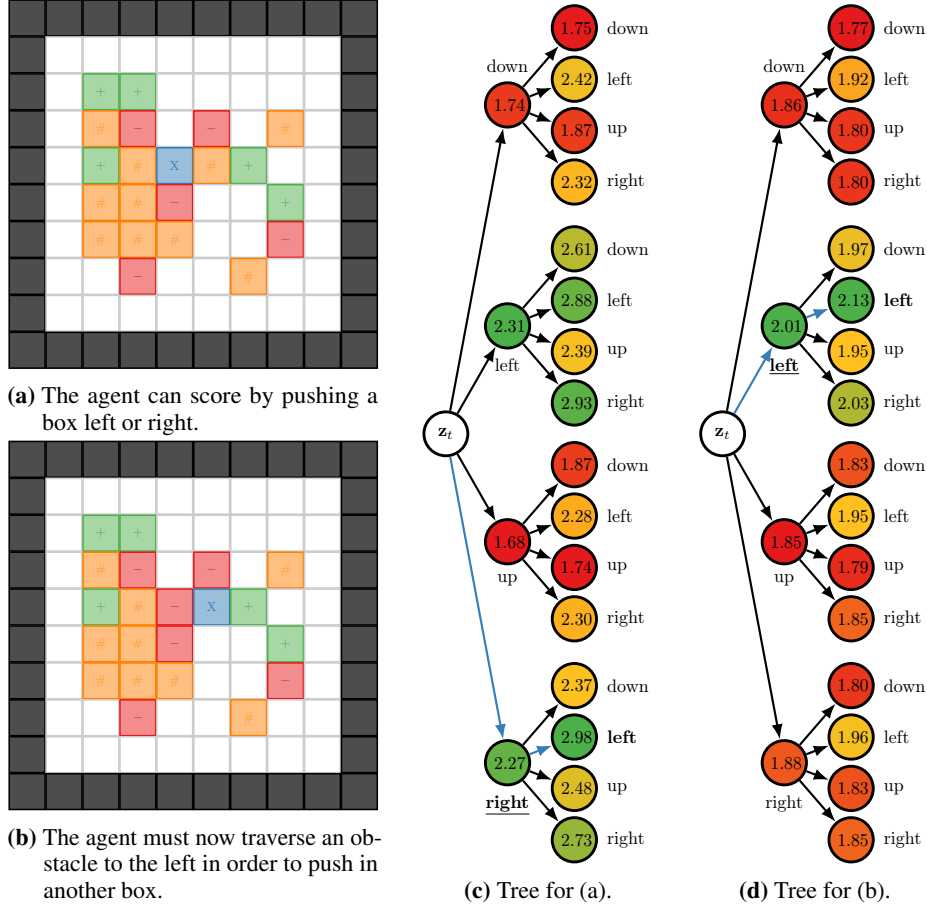 + +
# − − #
+ # X # +
# # − +
# # # −
− #
(a) The agent can score by pushing a
box left or right.
+ +
# − − #
+ # − X +
# # − +
# # # −
− #
(b) The agent must now traverse an ob-
stacle to the left in order to push in
another box.
z_t
down
1.74
1.75 down
2.42 left
1.87 up
2.32 right
2.31
left
2.61 down
2.88 left
2.39 up
2.93 right
1.68
up
1.87 down
2.28 left
1.74 up
2.30 right
2.27
right
2.37 down
2.98 left
2.48 up
2.73 right
(c) Tree for (a).
z_t
down
1.86
1.77 down
1.92 left
1.80 up
1.80 right
2.01
left
1.97 down
2.13 left
1.95 up
2.03 right
1.85
up
1.83 down
1.95 left
1.79 up
1.85 right
1.88
right
1.80 down
1.96 left
1.83 up
1.85 right
(d) Tree for (b).